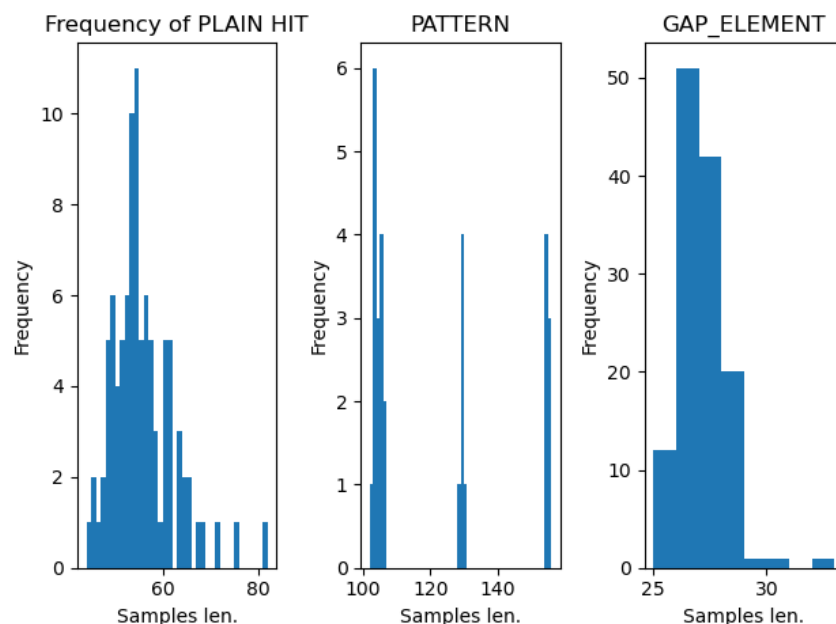 Frequency of PLAIN HIT
10
8
6
4
2
0
Frequency
60
80
Samples len.
PATTERN
6
5
4
3
2
1
0
Frequency
100
120
140
Samples len.
GAP_ELEMENT
50
40
30
20
10
0
Frequency
25
30
Samples len.